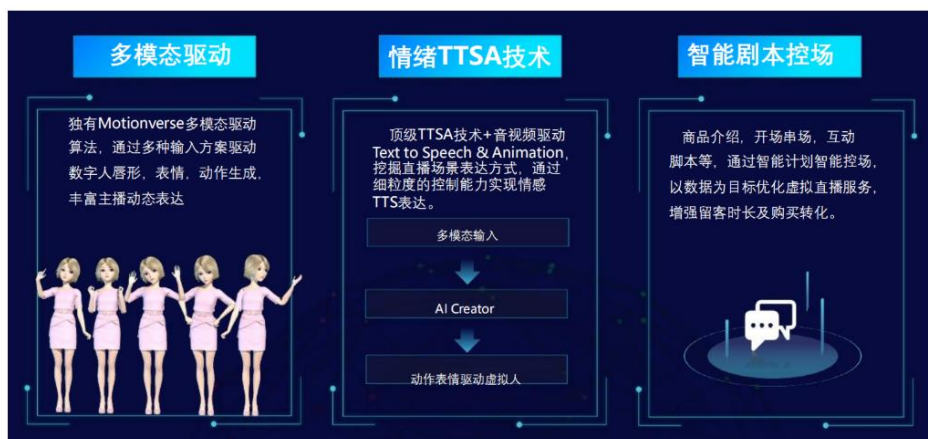 多模态驱动
独有Motionverse多模态驱动
算法，通过多种输入方案驱动
数字人唇形，表情，动作生成，
丰富主播动态表达
情绪TTSA技术
顶级TTSA技术+音视频驱动
Text to Speech & Animation，
挖掘直播场景表达方式，通过
细粒度的控制能力实现情感
TTS表达。
多模态输入
AI Creator
动作表情驱动虚拟人
智能剧本控场
商品介绍，开场串场，互动
脚本等，通过智能计划智能控场，
以数据为目标优化虚拟直播服务，
增强留客时长及购买转化。